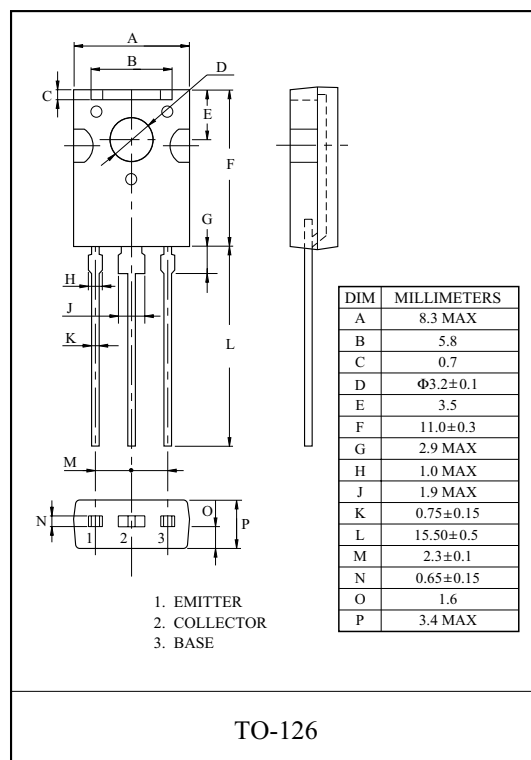 A
B
D
C
E
F
G
H
J
K
L
M
N
O
P
1 2 3
1. EMITTER
2. COLLECTOR
3. BASE
DIM MILLIMETERS
A 8.3 MAX
B 5.8
C 0.7
D Φ3.2±0.1
E 3.5
F 11.0±0.3
G 2.9 MAX
H 1.0 MAX
J 1.9 MAX
K 0.75±0.15
L 15.50±0.5
M 2.3±0.1
N 0.65±0.15
O 1.6
P 3.4 MAX
TO-126